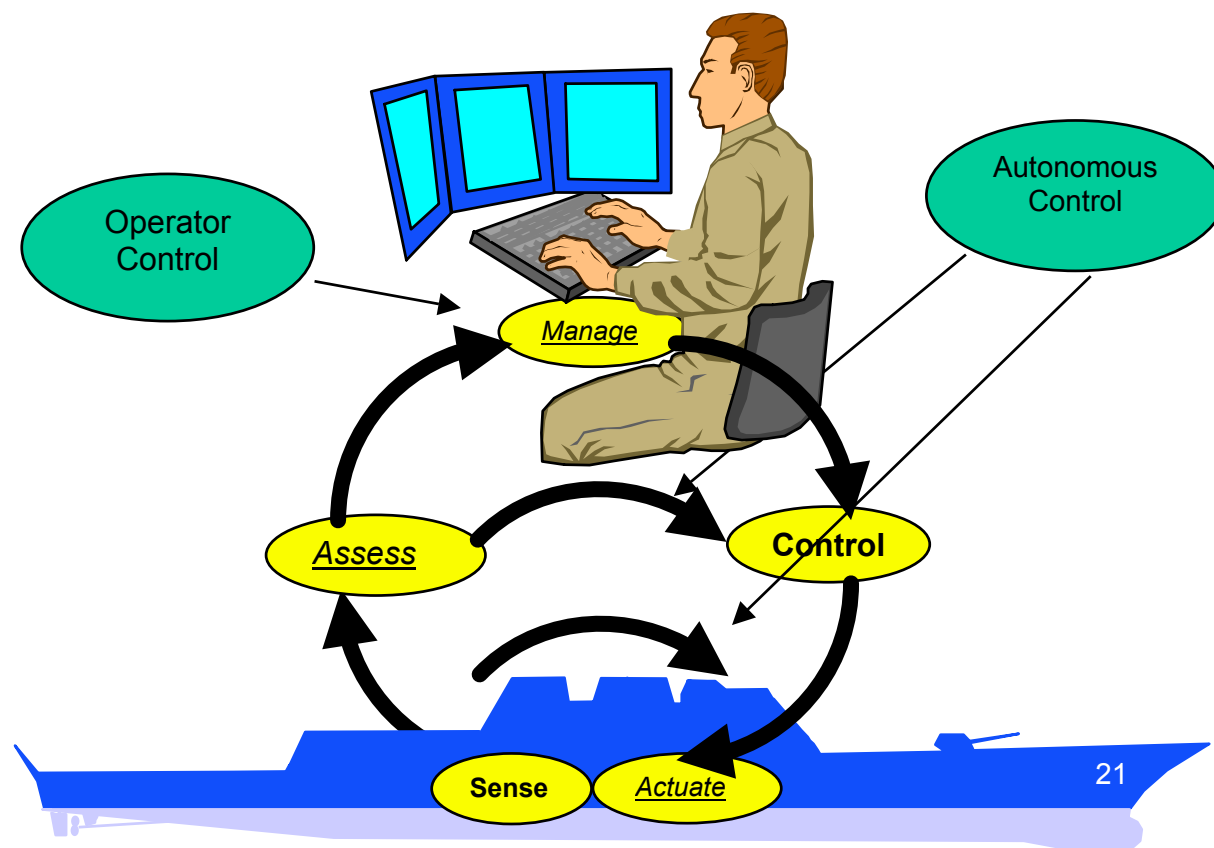 Operator
Control
Autonomous
Control
Manage
Assess
Control
Sense
Actuate
21